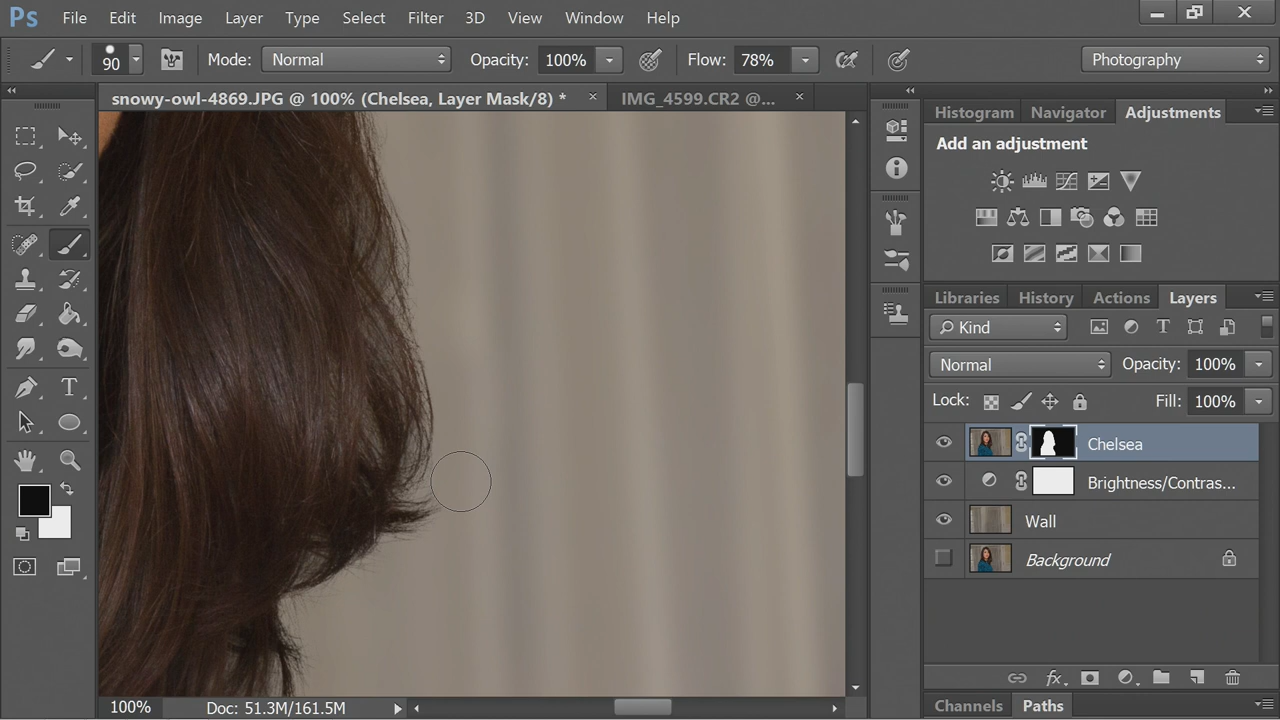 Ps File Edit Image Layer Type Select Filter 3D View Window Help
90 Mode: Normal Opacity: 100% Flow: 78% Photography
snowy-owl-4869.JPG @ 100% (Chelsea, Layer Mask/8) * × IMG_4599.CR2 @... ×
Histogram Navigator Adjustments
Add an adjustment
Libraries History Actions Layers
Kind T
Normal Opacity: 100%
Lock: Fill: 100%
Chelsea
Brightness/Contras...
Wall
Background
T
fx
100% Doc: 51.3M/161.5M
Channels Paths